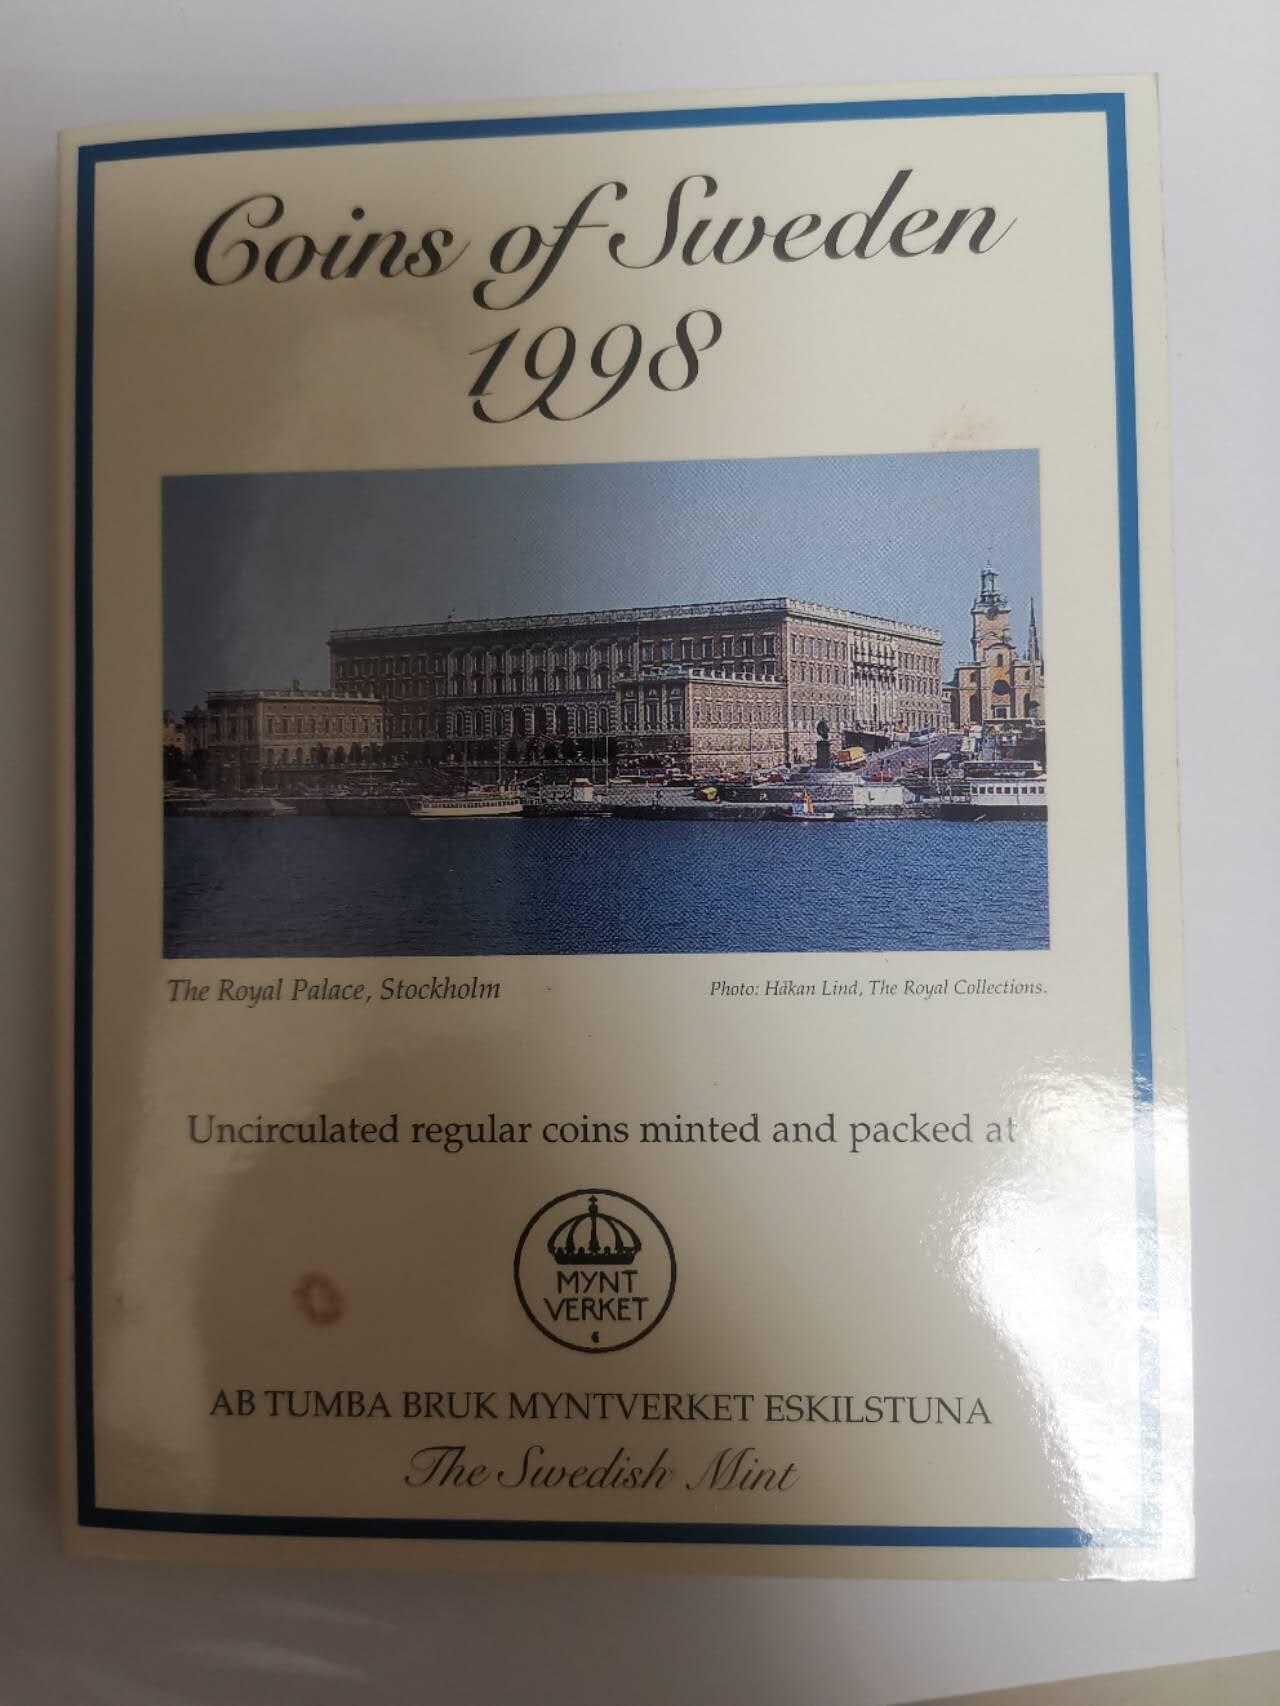 Coins of Sweden
1998
The Royal Palace, Stockholm
Photo: Håkan Lind, The Royal Collections.
Uncirculated regular coins minted and packed at
MYNT
VERKET
AB TUMBA BRUK MYNTVERKET ESKILSTUNA
The Swedish Mint